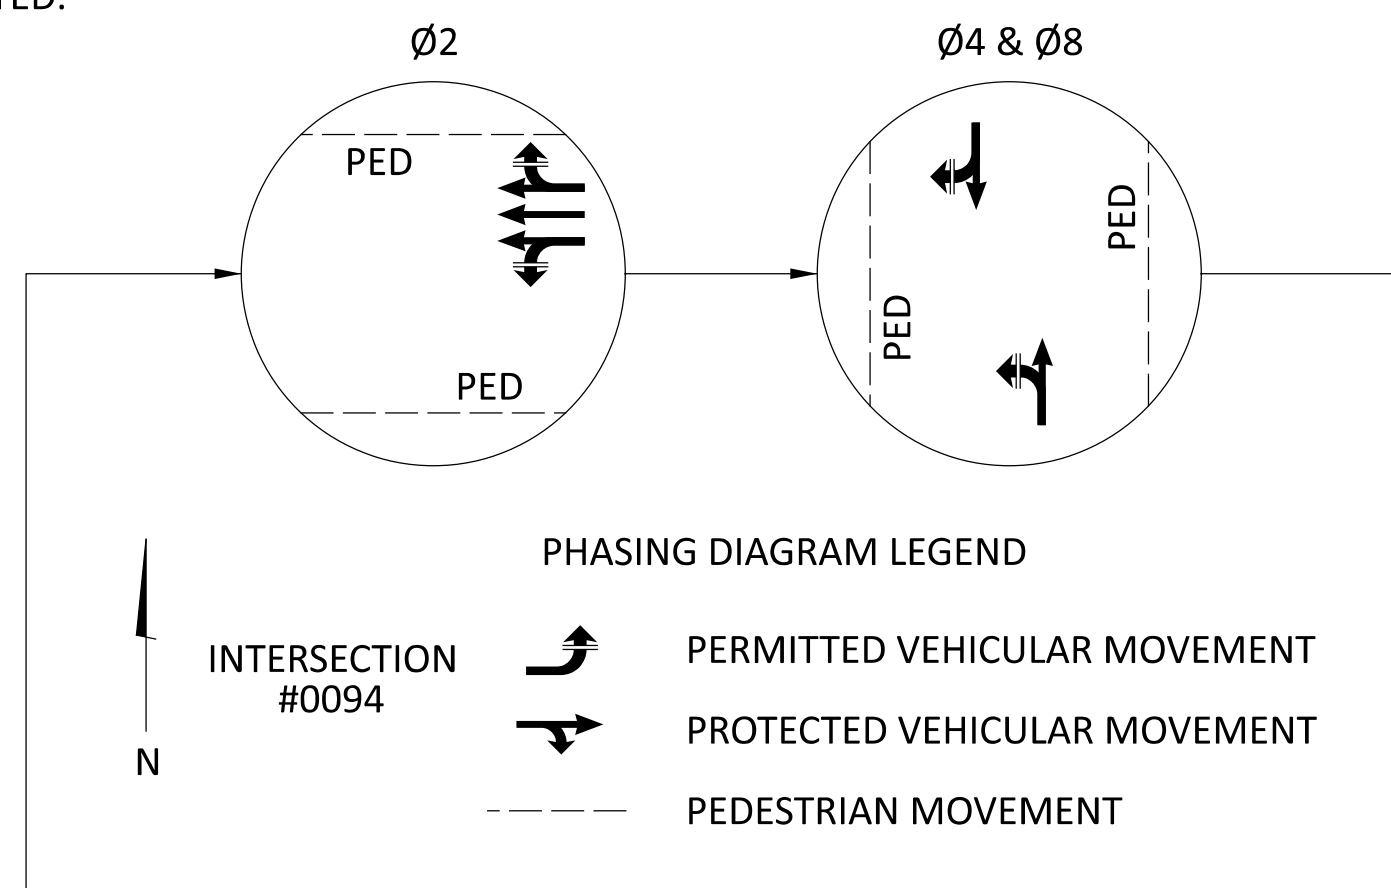 Ø2
Ø4 & Ø8
PED
PED
PED
PED
PHASING DIAGRAM LEGEND
INTERSECTION
#0094
N
PERMITTED VEHICULAR MOVEMENT
PROTECTED VEHICULAR MOVEMENT
PEDESTRIAN MOVEMENT